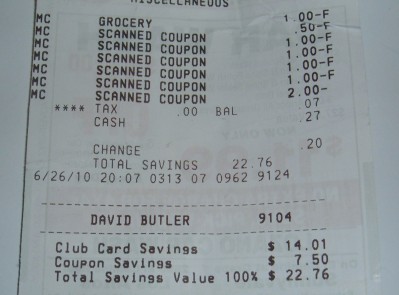 MISCELLANEOUS
MC GROCERY 1.00-F
MC SCANNED COUPON .50-F
MC SCANNED COUPON 1.00-F
MC SCANNED COUPON 1.00-F
MC SCANNED COUPON 1.00-F
MC SCANNED COUPON 1.00-F
MC SCANNED COUPON 2.00-
**** TAX .00 BAL .07
CASH .27
CHANGE .20
TOTAL SAVINGS 22.76
6/26/10 20:07 0313 07 0962 9124
DAVID BUTLER 9104
Club Card Savings $ 14.01
Coupon Savings $ 7.50
Total Savings Value 100% $ 22.76